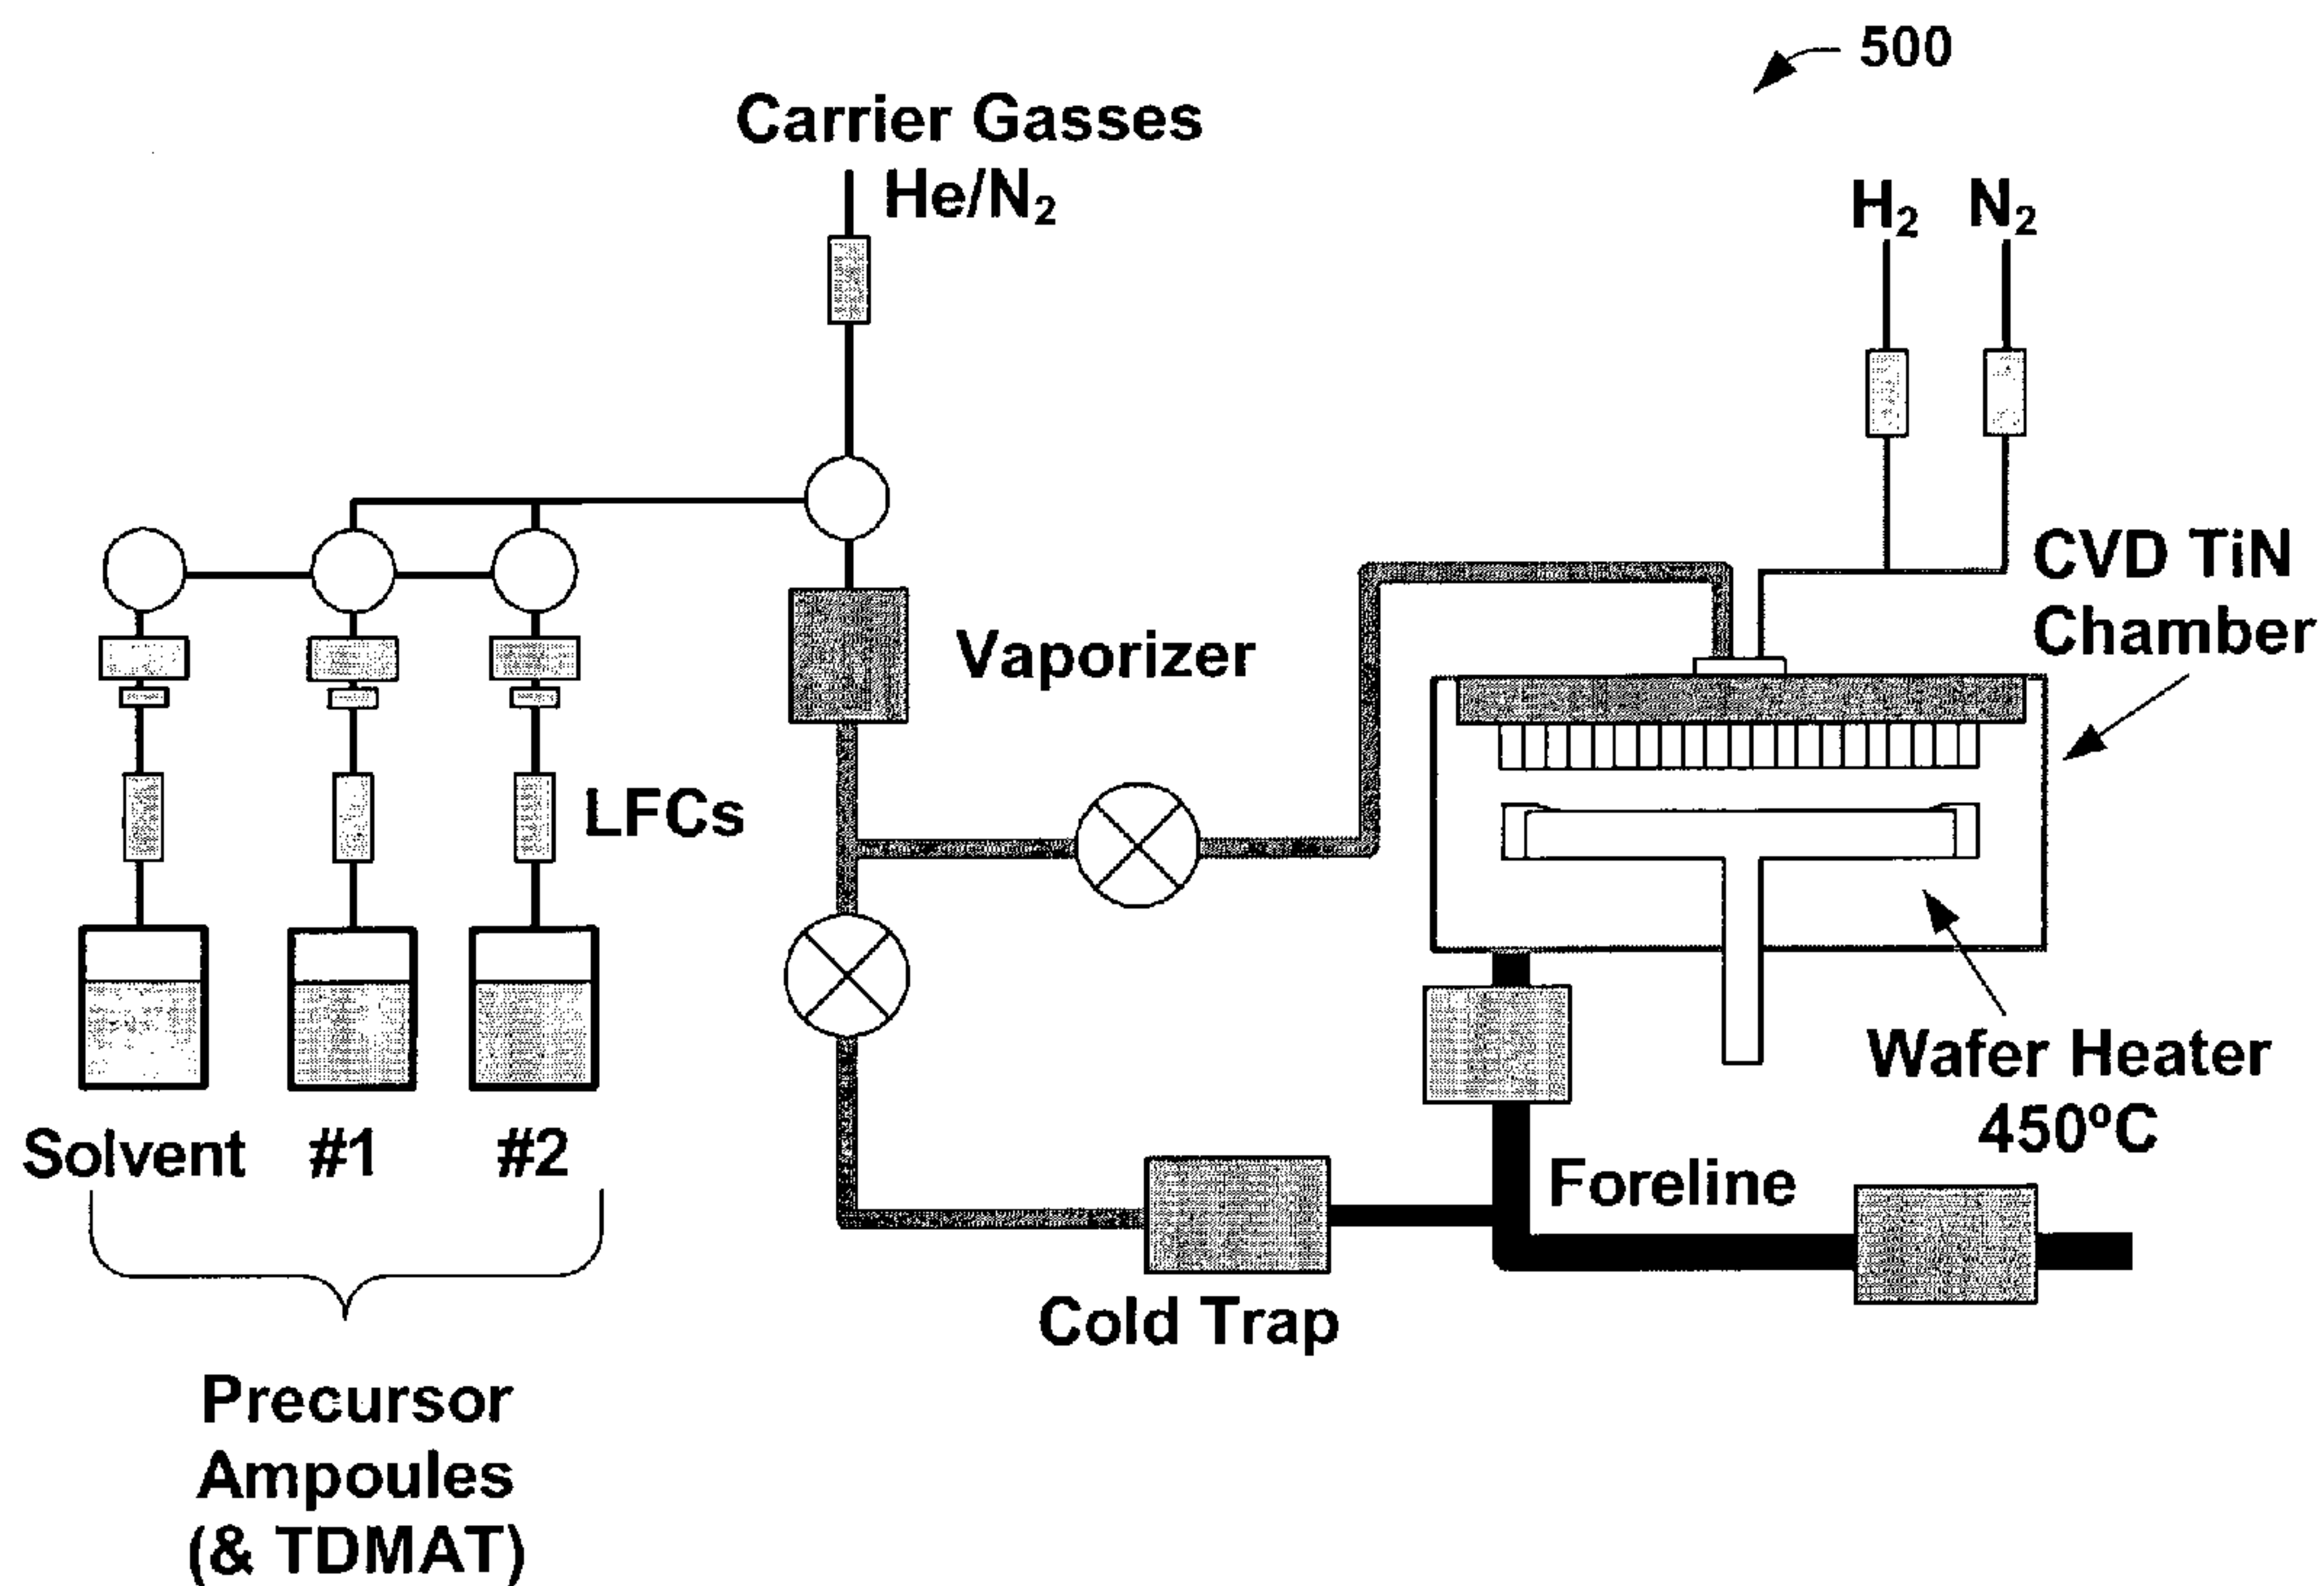 500
Carrier Gasses
He/N₂
H₂ N₂
CVD TiN
Chamber
Vaporizer
LFCs
Wafer Heater
450ºC
Solvent #1 #2
Foreline
Cold Trap
Precursor
Ampoules
(& TDMAT)